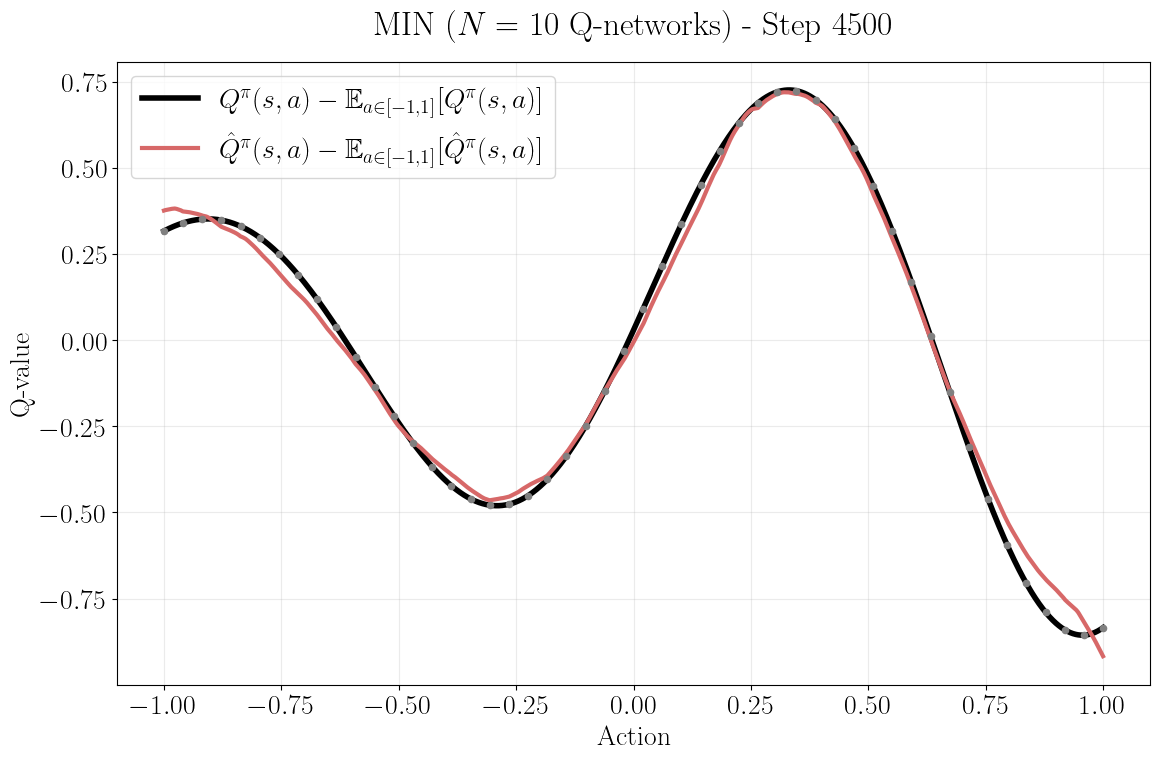 MIN (N = 10 Q-networks) - Step 4500
Q^π(s, a) − 𝔼_{a∈[−1,1]}[Q^π(s, a)]
Q̂^π(s, a) − 𝔼_{a∈[−1,1]}[Q̂^π(s, a)]
0.75
0.50
0.25
0.00
−0.25
−0.50
−0.75
Q-value
−1.00 −0.75 −0.50 −0.25 0.00 0.25 0.50 0.75 1.00
Action